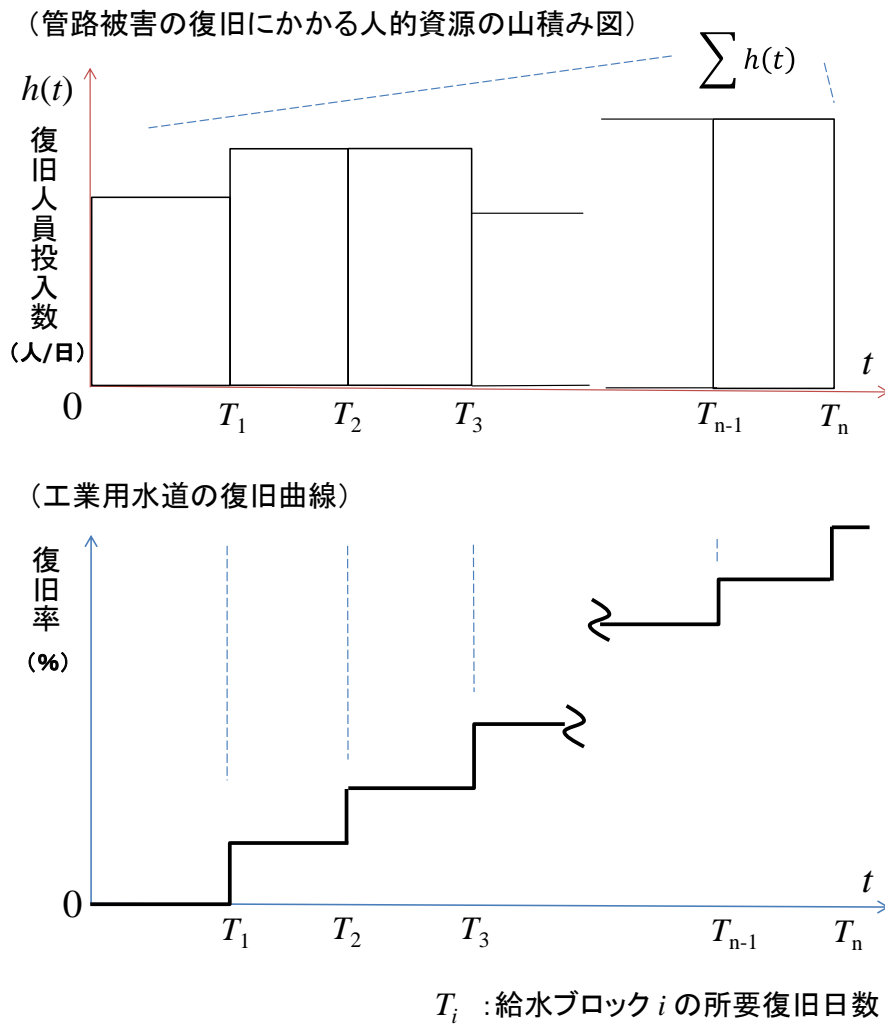 （管路被害の復旧にかかる人的資源の山積み図）
∑ h(t)
h(t)
復旧人員投入数
（人/日）
t
0
T₁ T₂ T₃ Tₙ₋₁ Tₙ
（工業用水道の復旧曲線）
復旧率
（%）
t
0
T₁ T₂ T₃ Tₙ₋₁ Tₙ
Tᵢ ：給水ブロック i の所要復旧日数